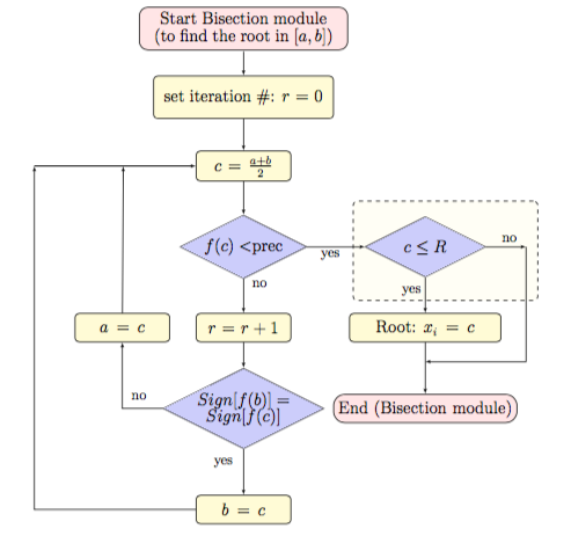 Start Bisection module
(to find the root in [a, b])
set iteration #: r = 0
c = \frac{a+b}{2}
f(c) <prec
yes
c ≤ R
no
no
yes
a = c
r = r + 1
Root: x_i = c
no
Sign[f(b)] =
Sign[f(c)]
End (Bisection module)
yes
b = c